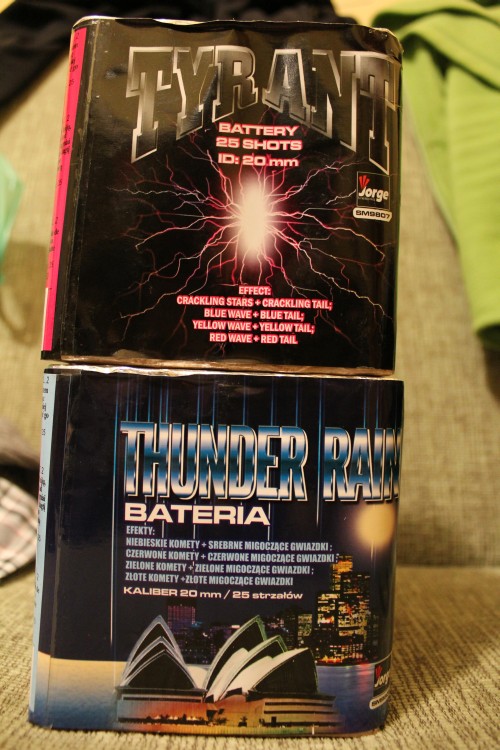 TYRANT
BATTERY
25 SHOTS
ID: 20 mm
Jorge
SM9807
EFFECT:
CRACKLING STARS + CRACKLING TAIL;
BLUE WAVE + BLUE TAIL;
YELLOW WAVE + YELLOW TAIL;
RED WAVE + RED TAIL
THUNDER RAIN
BATERIA
EFEKTY:
NIEBIESKIE KOMETY + SREBRNE MIGOCZĄCE GWIAZDKI ;
CZERWONE KOMETY + CZERWONE MIGOCZĄCE GWIAZDKI ;
ZIELONE KOMETY + ZIELONE MIGOCZĄCE GWIAZDKI ;
ZŁOTE KOMETY +ZŁOTE MIGOCZĄCE GWIAZDKI
KALIBER 20 mm / 25 strzałów
Jorge